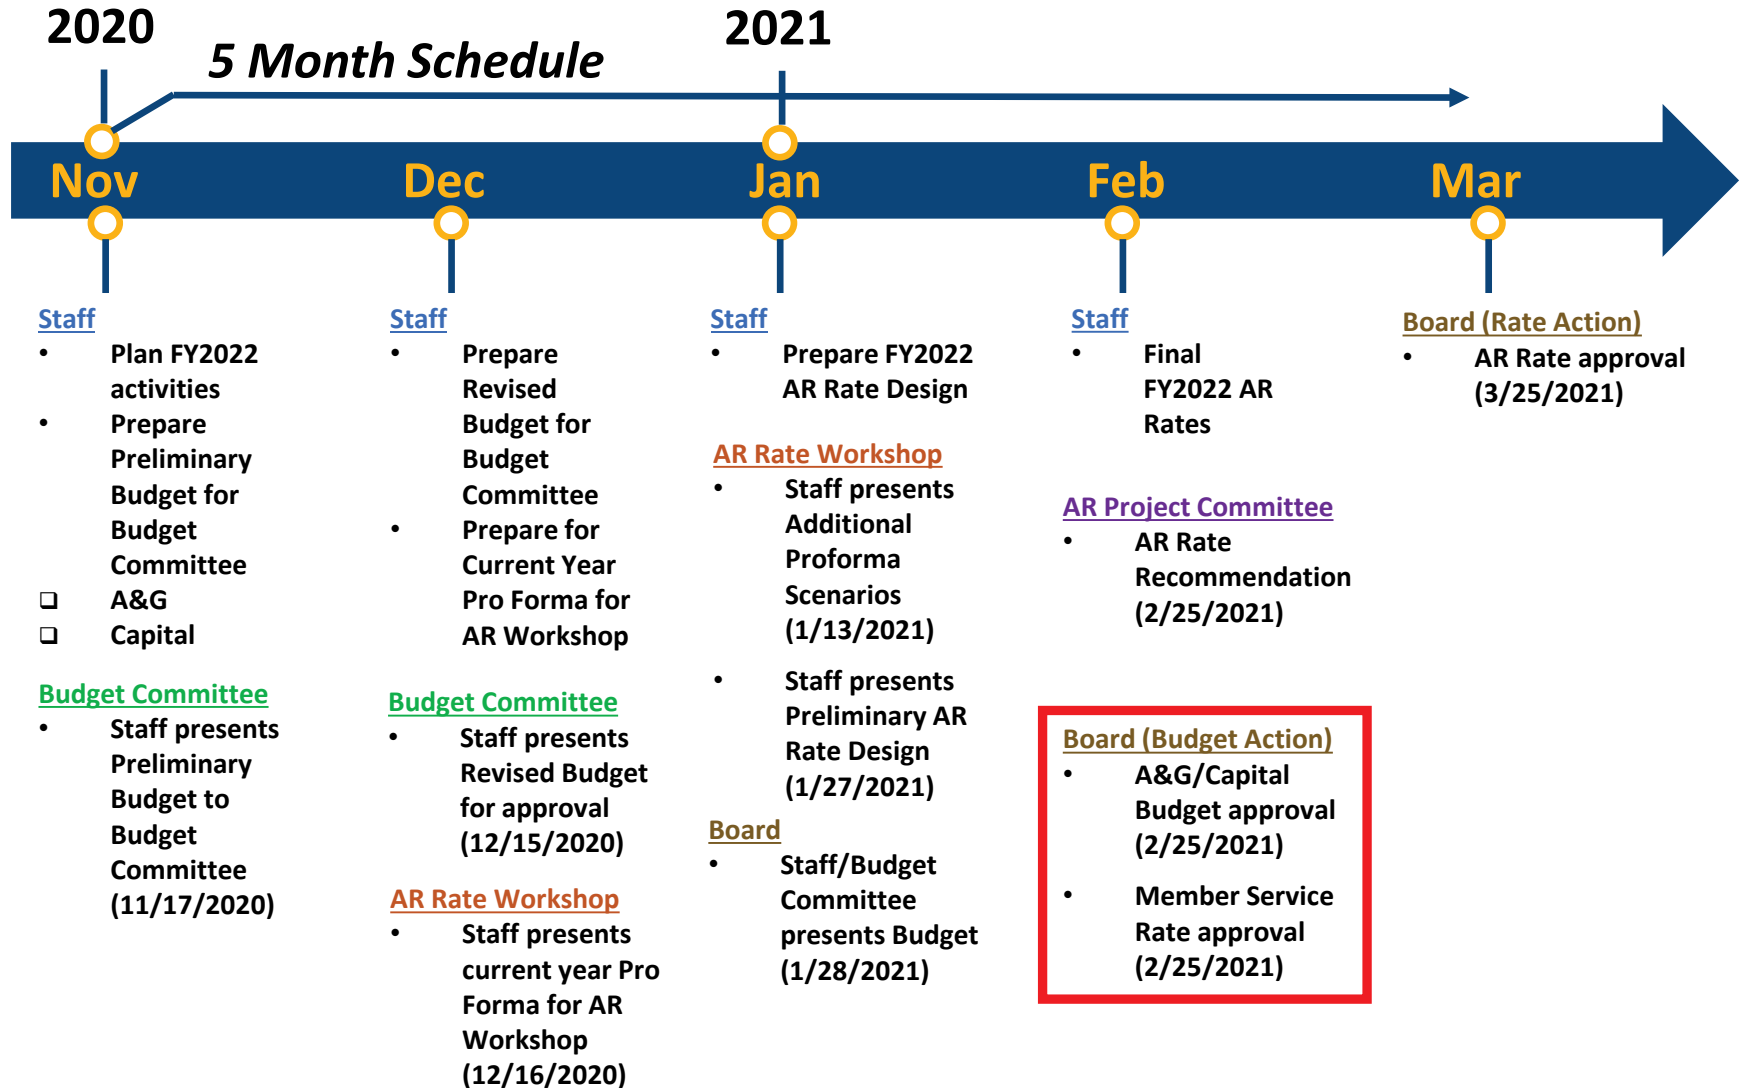 2020
2021
5 Month Schedule
Nov
Dec
Jan
Feb
Mar
Staff
• Plan FY2022
activities
• Prepare
Preliminary
Budget for
Budget
Committee
❑ A&G
❑ Capital
Budget Committee
• Staff presents
Preliminary
Budget to
Budget
Committee
(11/17/2020)
Staff
• Prepare
Revised
Budget for
Budget
Committee
• Prepare for
Current Year
Pro Forma for
AR Workshop
Budget Committee
• Staff presents
Revised Budget
for approval
(12/15/2020)
AR Rate Workshop
• Staff presents
current year Pro
Forma for AR
Workshop
(12/16/2020)
Staff
• Prepare FY2022
AR Rate Design
AR Rate Workshop
• Staff presents
Additional
Proforma
Scenarios
(1/13/2021)
• Staff presents
Preliminary AR
Rate Design
(1/27/2021)
Board
• Staff/Budget
Committee
presents Budget
(1/28/2021)
Staff
• Final
FY2022 AR
Rates
AR Project Committee
• AR Rate
Recommendation
(2/25/2021)
Board (Budget Action)
• A&G/Capital
Budget approval
(2/25/2021)
• Member Service
Rate approval
(2/25/2021)
Board (Rate Action)
• AR Rate approval
(3/25/2021)